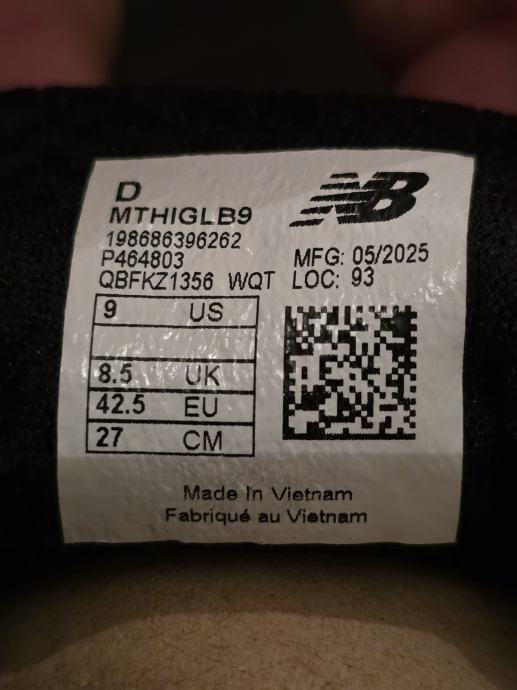 D
MTHIGLB9
NB
198686396262
P464803
MFG: 05/2025
QBFKZ1356 WQT LOC: 93
9 US
8.5 UK
42.5 EU
27 CM
Made In Vietnam
Fabriqué au Vietnam